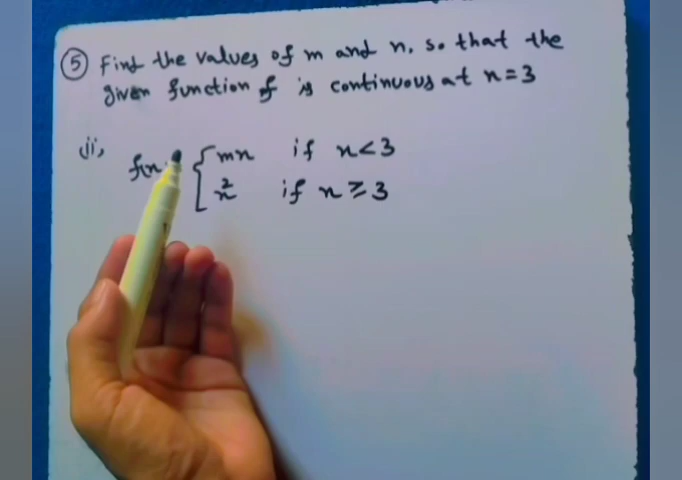 ⑤ Find the values of m and n, so that the
given function f is continuous at x=3
(ii) f(x { mx if x<3
x² if x⩾3